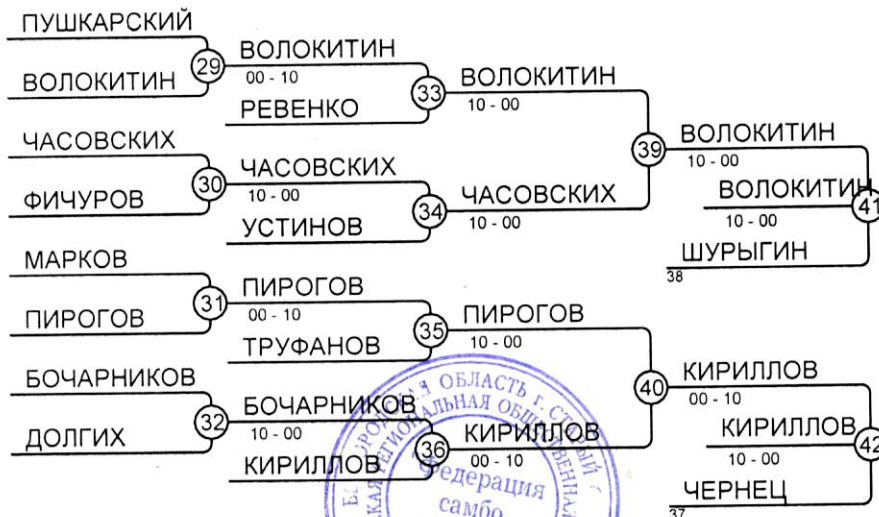 ПУШКАРСКИЙ
29
ВОЛОКИТИН
00 - 10
ВОЛОКИТИН
33
ВОЛОКИТИН
10 - 00
РЕВЕНКО
ЧАСОВСКИХ
39
ВОЛОКИТИН
10 - 00
30
ЧАСОВСКИХ
10 - 00
ВОЛОКИТИН
10 - 00
41
ФИЧУРОВ
34
ЧАСОВСКИХ
10 - 00
УСТИНОВ
ШУРЫГИН
38
МАРКОВ
31
ПИРОГОВ
00 - 10
ПИРОГОВ
35
ПИРОГОВ
10 - 00
ТРУФАНОВ
БОЧАРНИКОВ
40
КИРИЛЛОВ
00 - 10
32
БОЧАРНИКОВ
10 - 00
КИРИЛЛОВ
10 - 00
42
ДОЛГИХ
36
КИРИЛЛОВ
00 - 10
КИРИЛЛОВ
ЧЕРНЕЦ
37
ОБЛАСТЬ г. СТАРЫЙ
РЕГИОНАЛЬНАЯ
Федерация
самбо